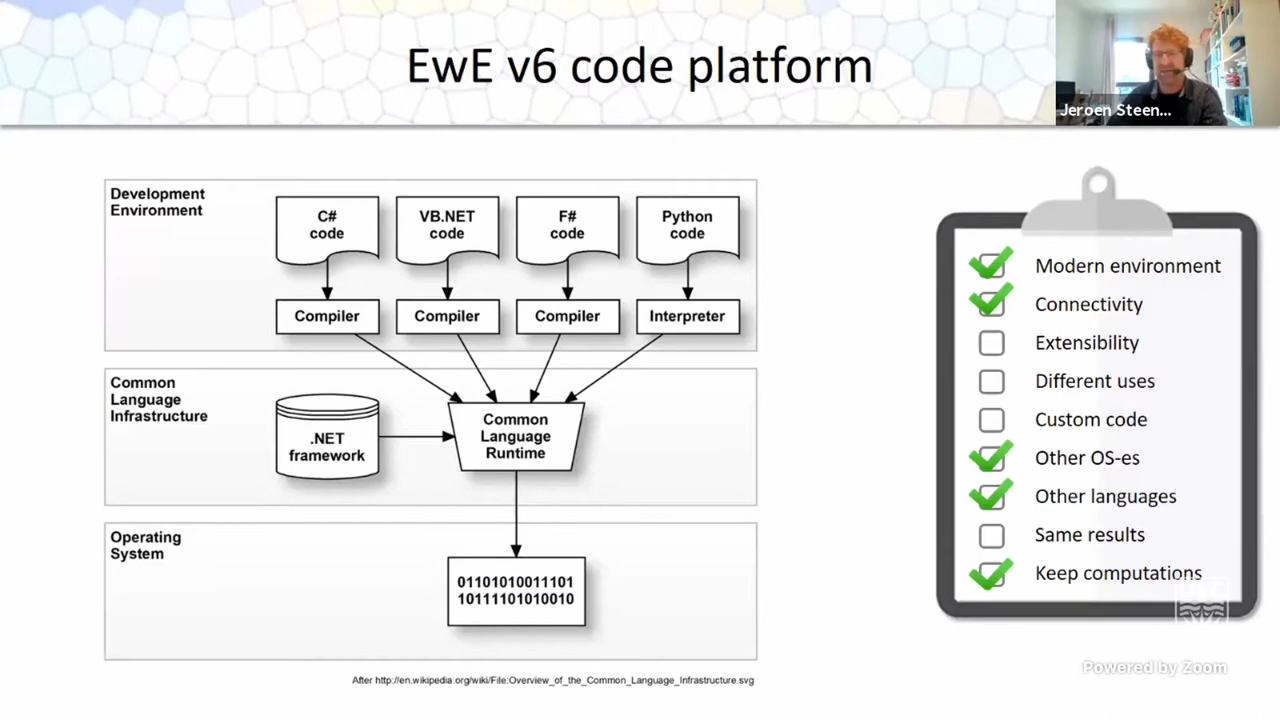 EwE v6 code platform
Jeroen Steen...
Development
Environment
C#
code
VB.NET
code
F#
code
Python
code
Compiler
Compiler
Compiler
Interpreter
Common
Language
Infrastructure
.NET
framework
Common
Language
Runtime
Operating
System
01101010011101
10111101010010
After http://en.wikipedia.org/wiki/File:Overview_of_the_Common_Language_Infrastructure.svg
Modern environment
Connectivity
Extensibility
Different uses
Custom code
Other OS-es
Other languages
Same results
Keep computations
UBC
Powered by Zoom